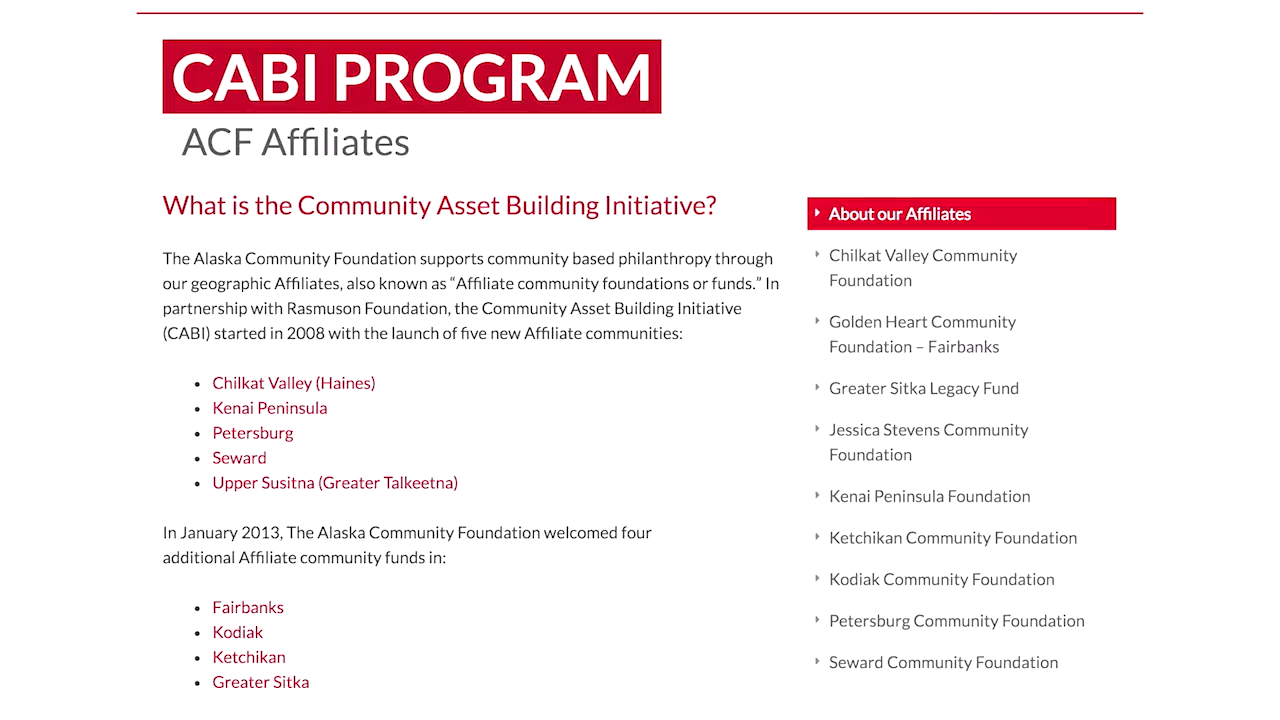 CABI PROGRAM
ACF Affiliates
What is the Community Asset Building Initiative?
The Alaska Community Foundation supports community based philanthropy through
our geographic Affiliates, also known as “Affiliate community foundations or funds.” In
partnership with Rasmuson Foundation, the Community Asset Building Initiative
(CABI) started in 2008 with the launch of five new Affiliate communities:
• Chilkat Valley (Haines)
• Kenai Peninsula
• Petersburg
• Seward
• Upper Susitna (Greater Talkeetna)
In January 2013, The Alaska Community Foundation welcomed four
additional Affiliate community funds in:
• Fairbanks
• Kodiak
• Ketchikan
• Greater Sitka
About our Affiliates
Chilkat Valley Community
Foundation
Golden Heart Community
Foundation – Fairbanks
Greater Sitka Legacy Fund
Jessica Stevens Community
Foundation
Kenai Peninsula Foundation
Ketchikan Community Foundation
Kodiak Community Foundation
Petersburg Community Foundation
Seward Community Foundation